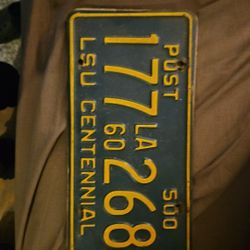 PUST 500
177 LA 60 268
LSU CENTENNIAL